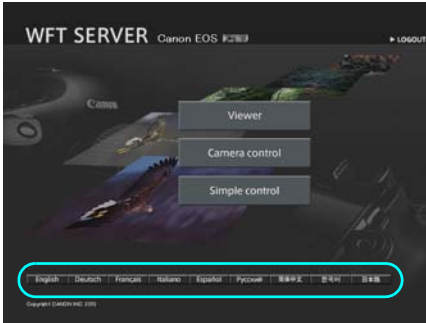 WFT SERVER Canon EOS
▶ LOGOUT
Canon
Viewer
Camera control
Simple control
English Deutsch Français Italiano Español Русский 简体中文 한국어 日本語